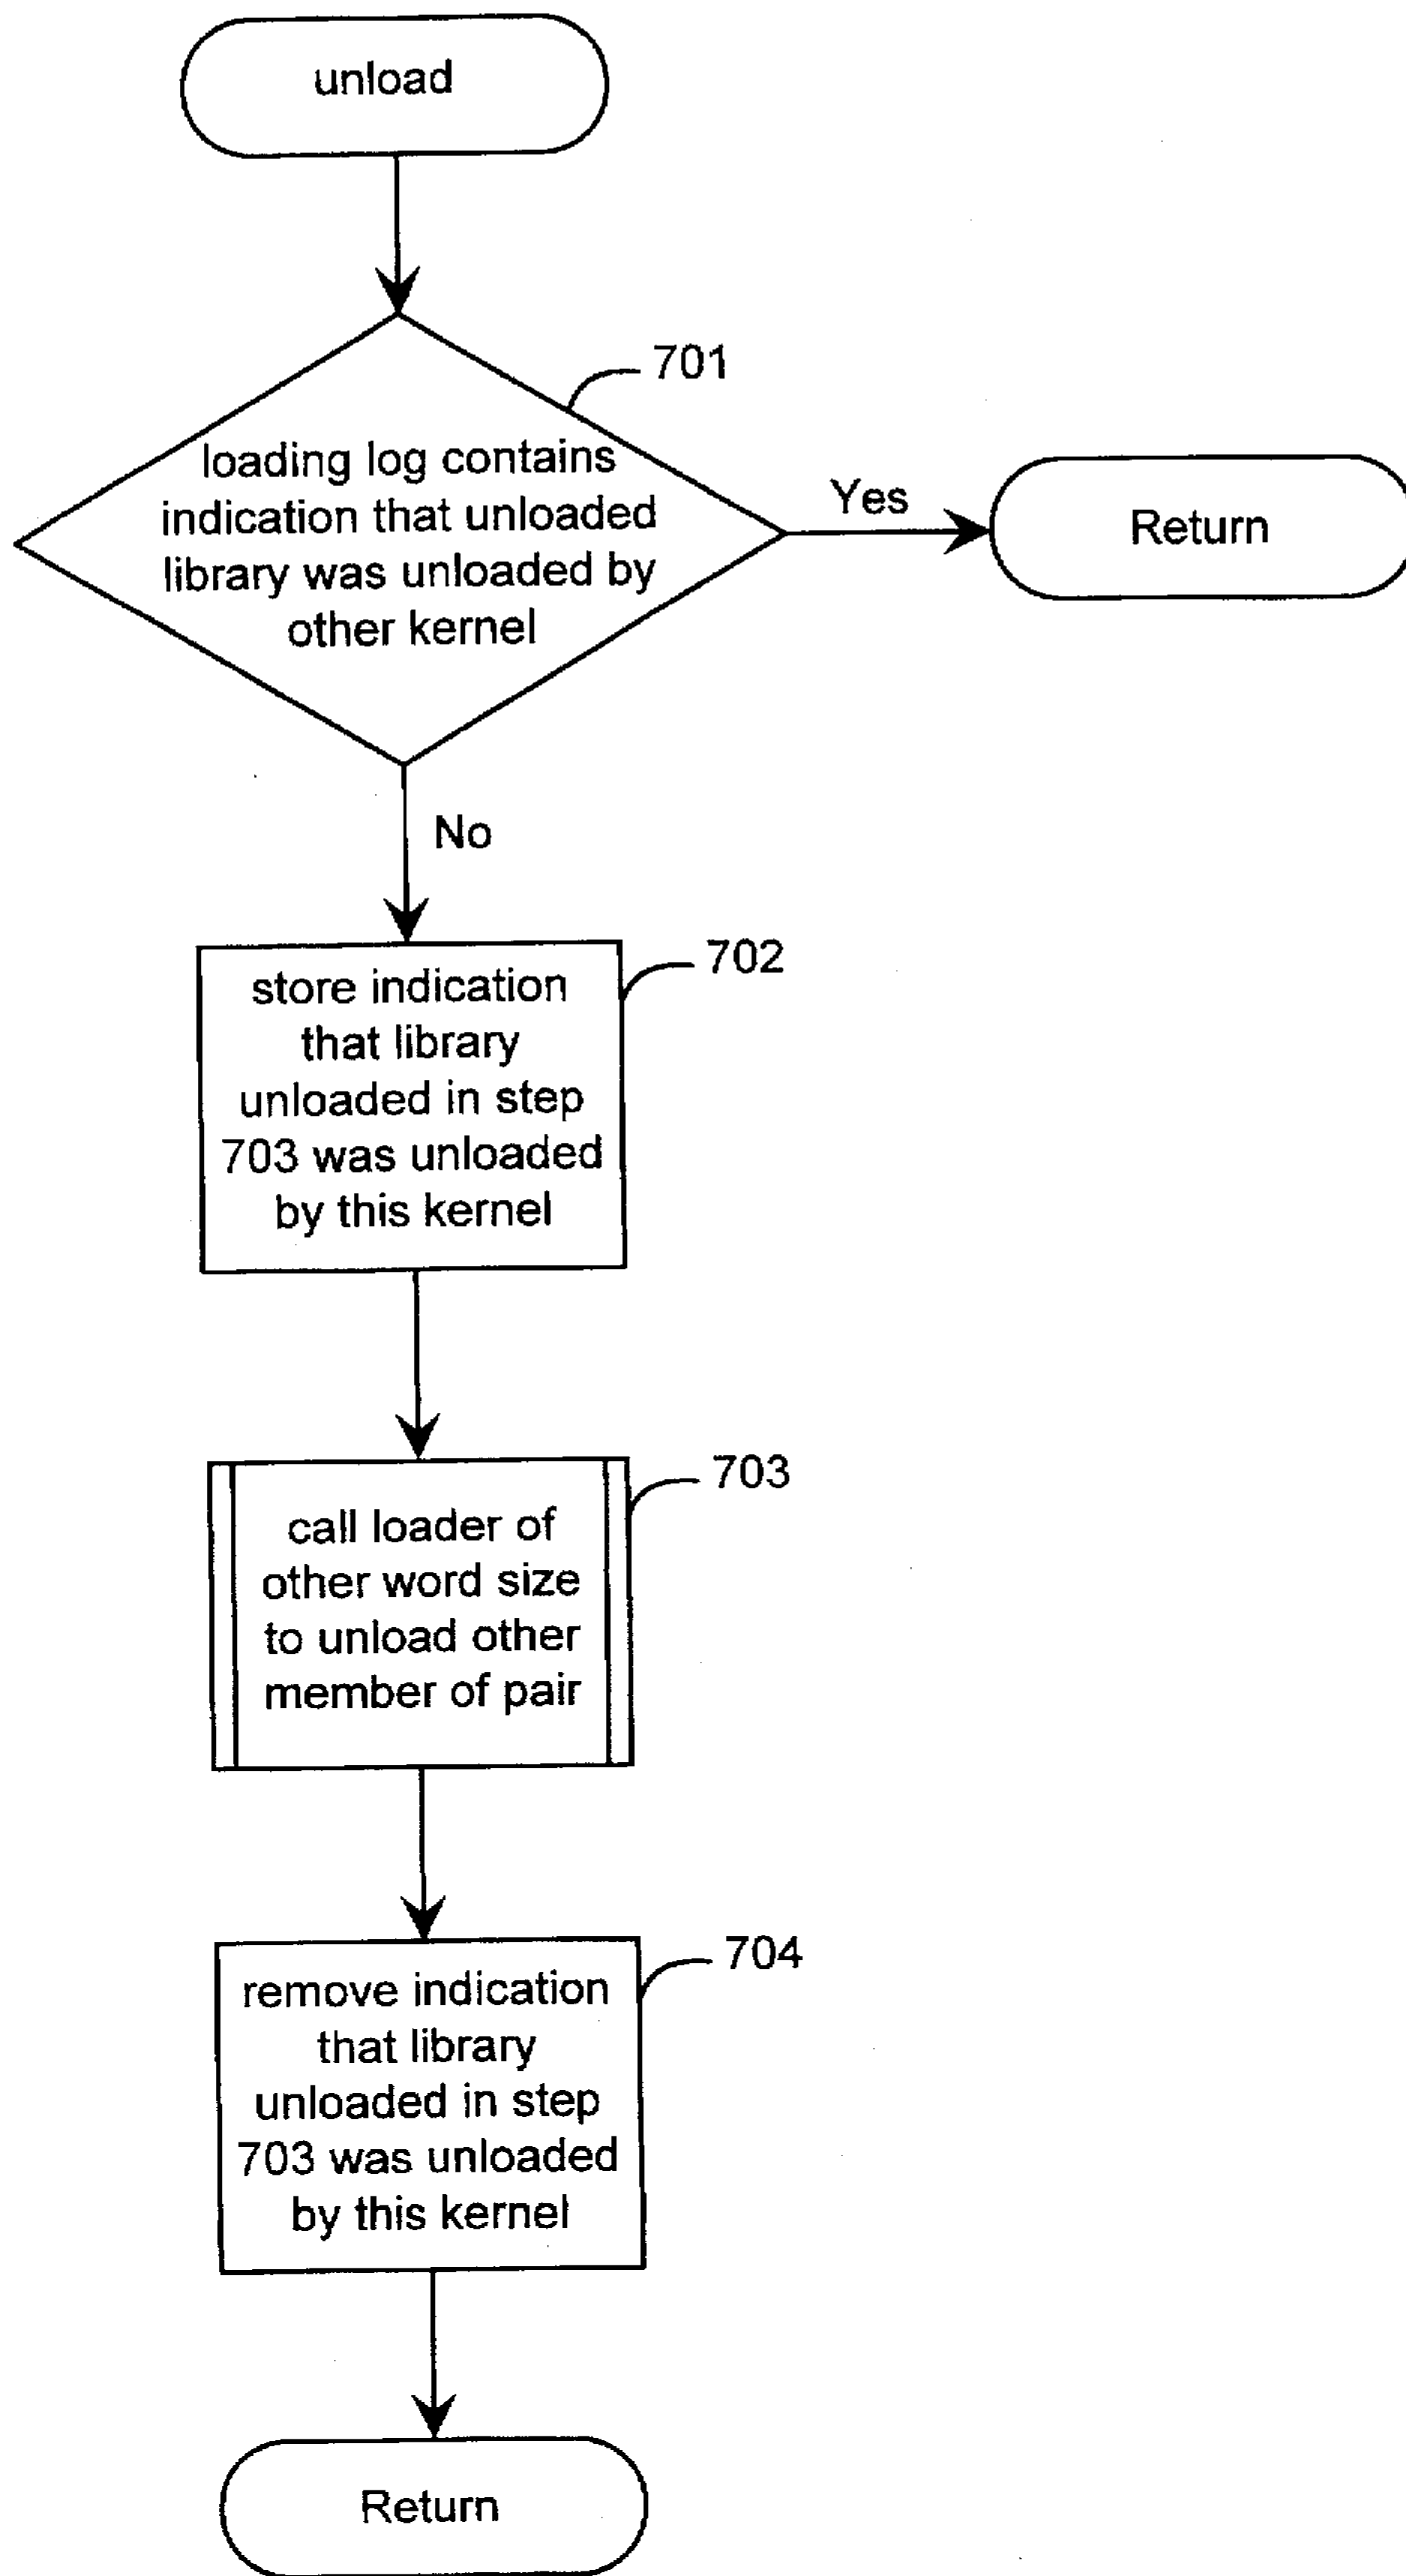 unload
701
loading log contains
indication that unloaded
library was unloaded by
other kernel
Yes
Return
No
702
store indication
that library
unloaded in step
703 was unloaded
by this kernel
703
call loader of
other word size
to unload other
member of pair
704
remove indication
that library
unloaded in step
703 was unloaded
by this kernel
Return